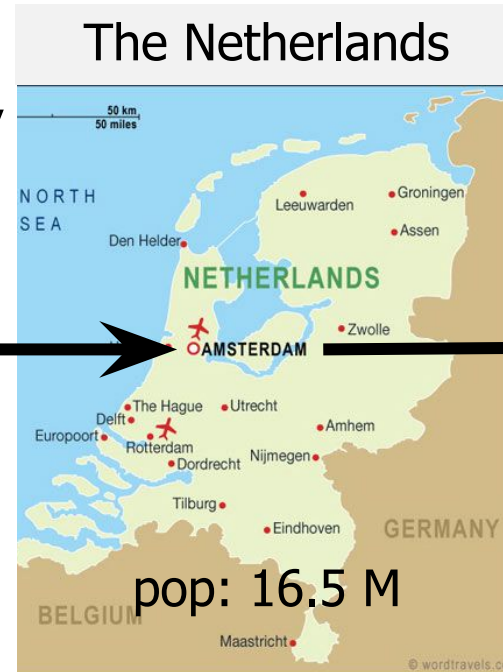 The Netherlands
50 km
50 miles
NORTH
SEA
Leeuwarden
Groningen
Assen
Den Helder
NETHERLANDS
Zwolle
AMSTERDAM
The Hague
Utrecht
Delft
Arnhem
Europoort
Rotterdam
Nijmegen
Dordrecht
Tilburg
Eindhoven
GERMANY
pop: 16.5 M
BELGIUM
Maastricht
© wordtravels.c